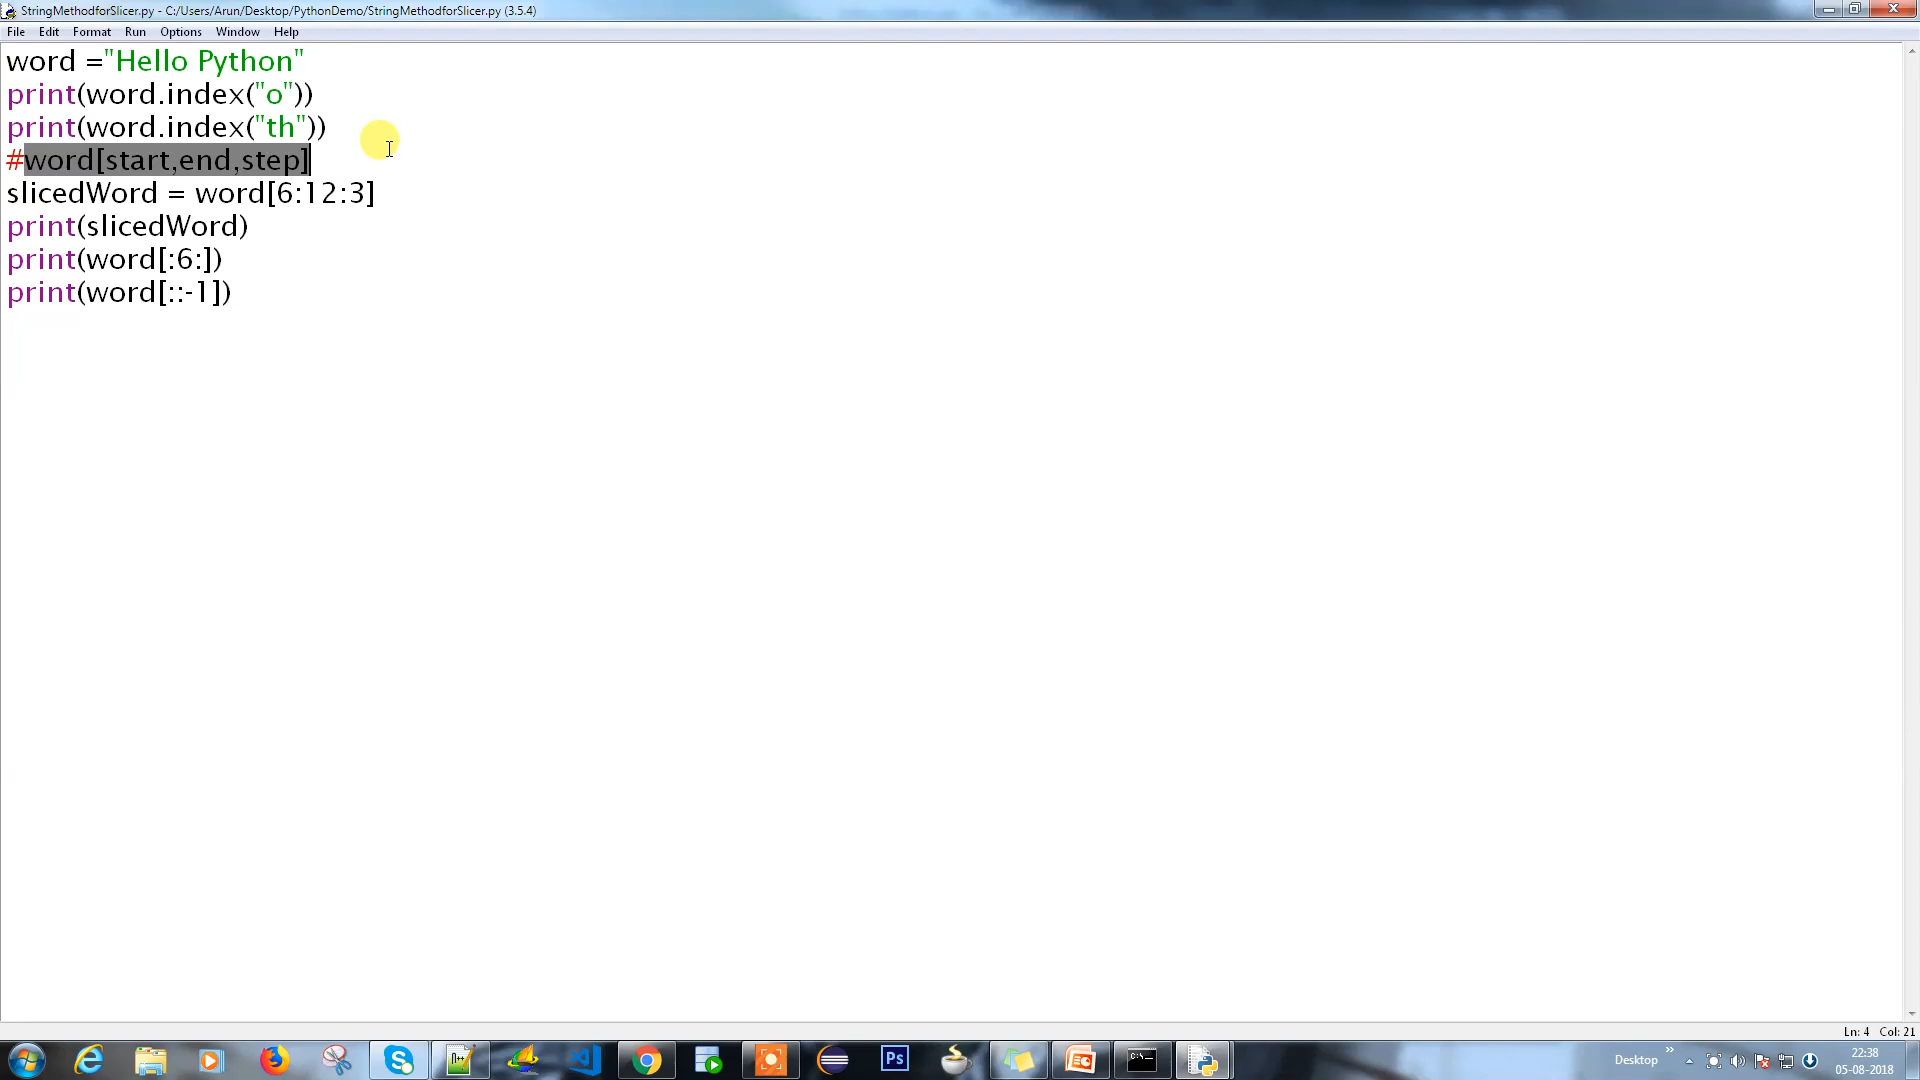 StringMethodforSlicer.py - C:/Users/Arun/Desktop/PythonDemo/StringMethodforSlicer.py (3.5.4)
File Edit Format Run Options Window Help
word ="Hello Python"
print(word.index("o"))
print(word.index("th"))
#word[start,end,step]
slicedWord = word[6:12:3]
print(slicedWord)
print(word[:6:])
print(word[::-1])
Ln: 4 Col: 21
Ps
Desktop
22:38
05-08-2018